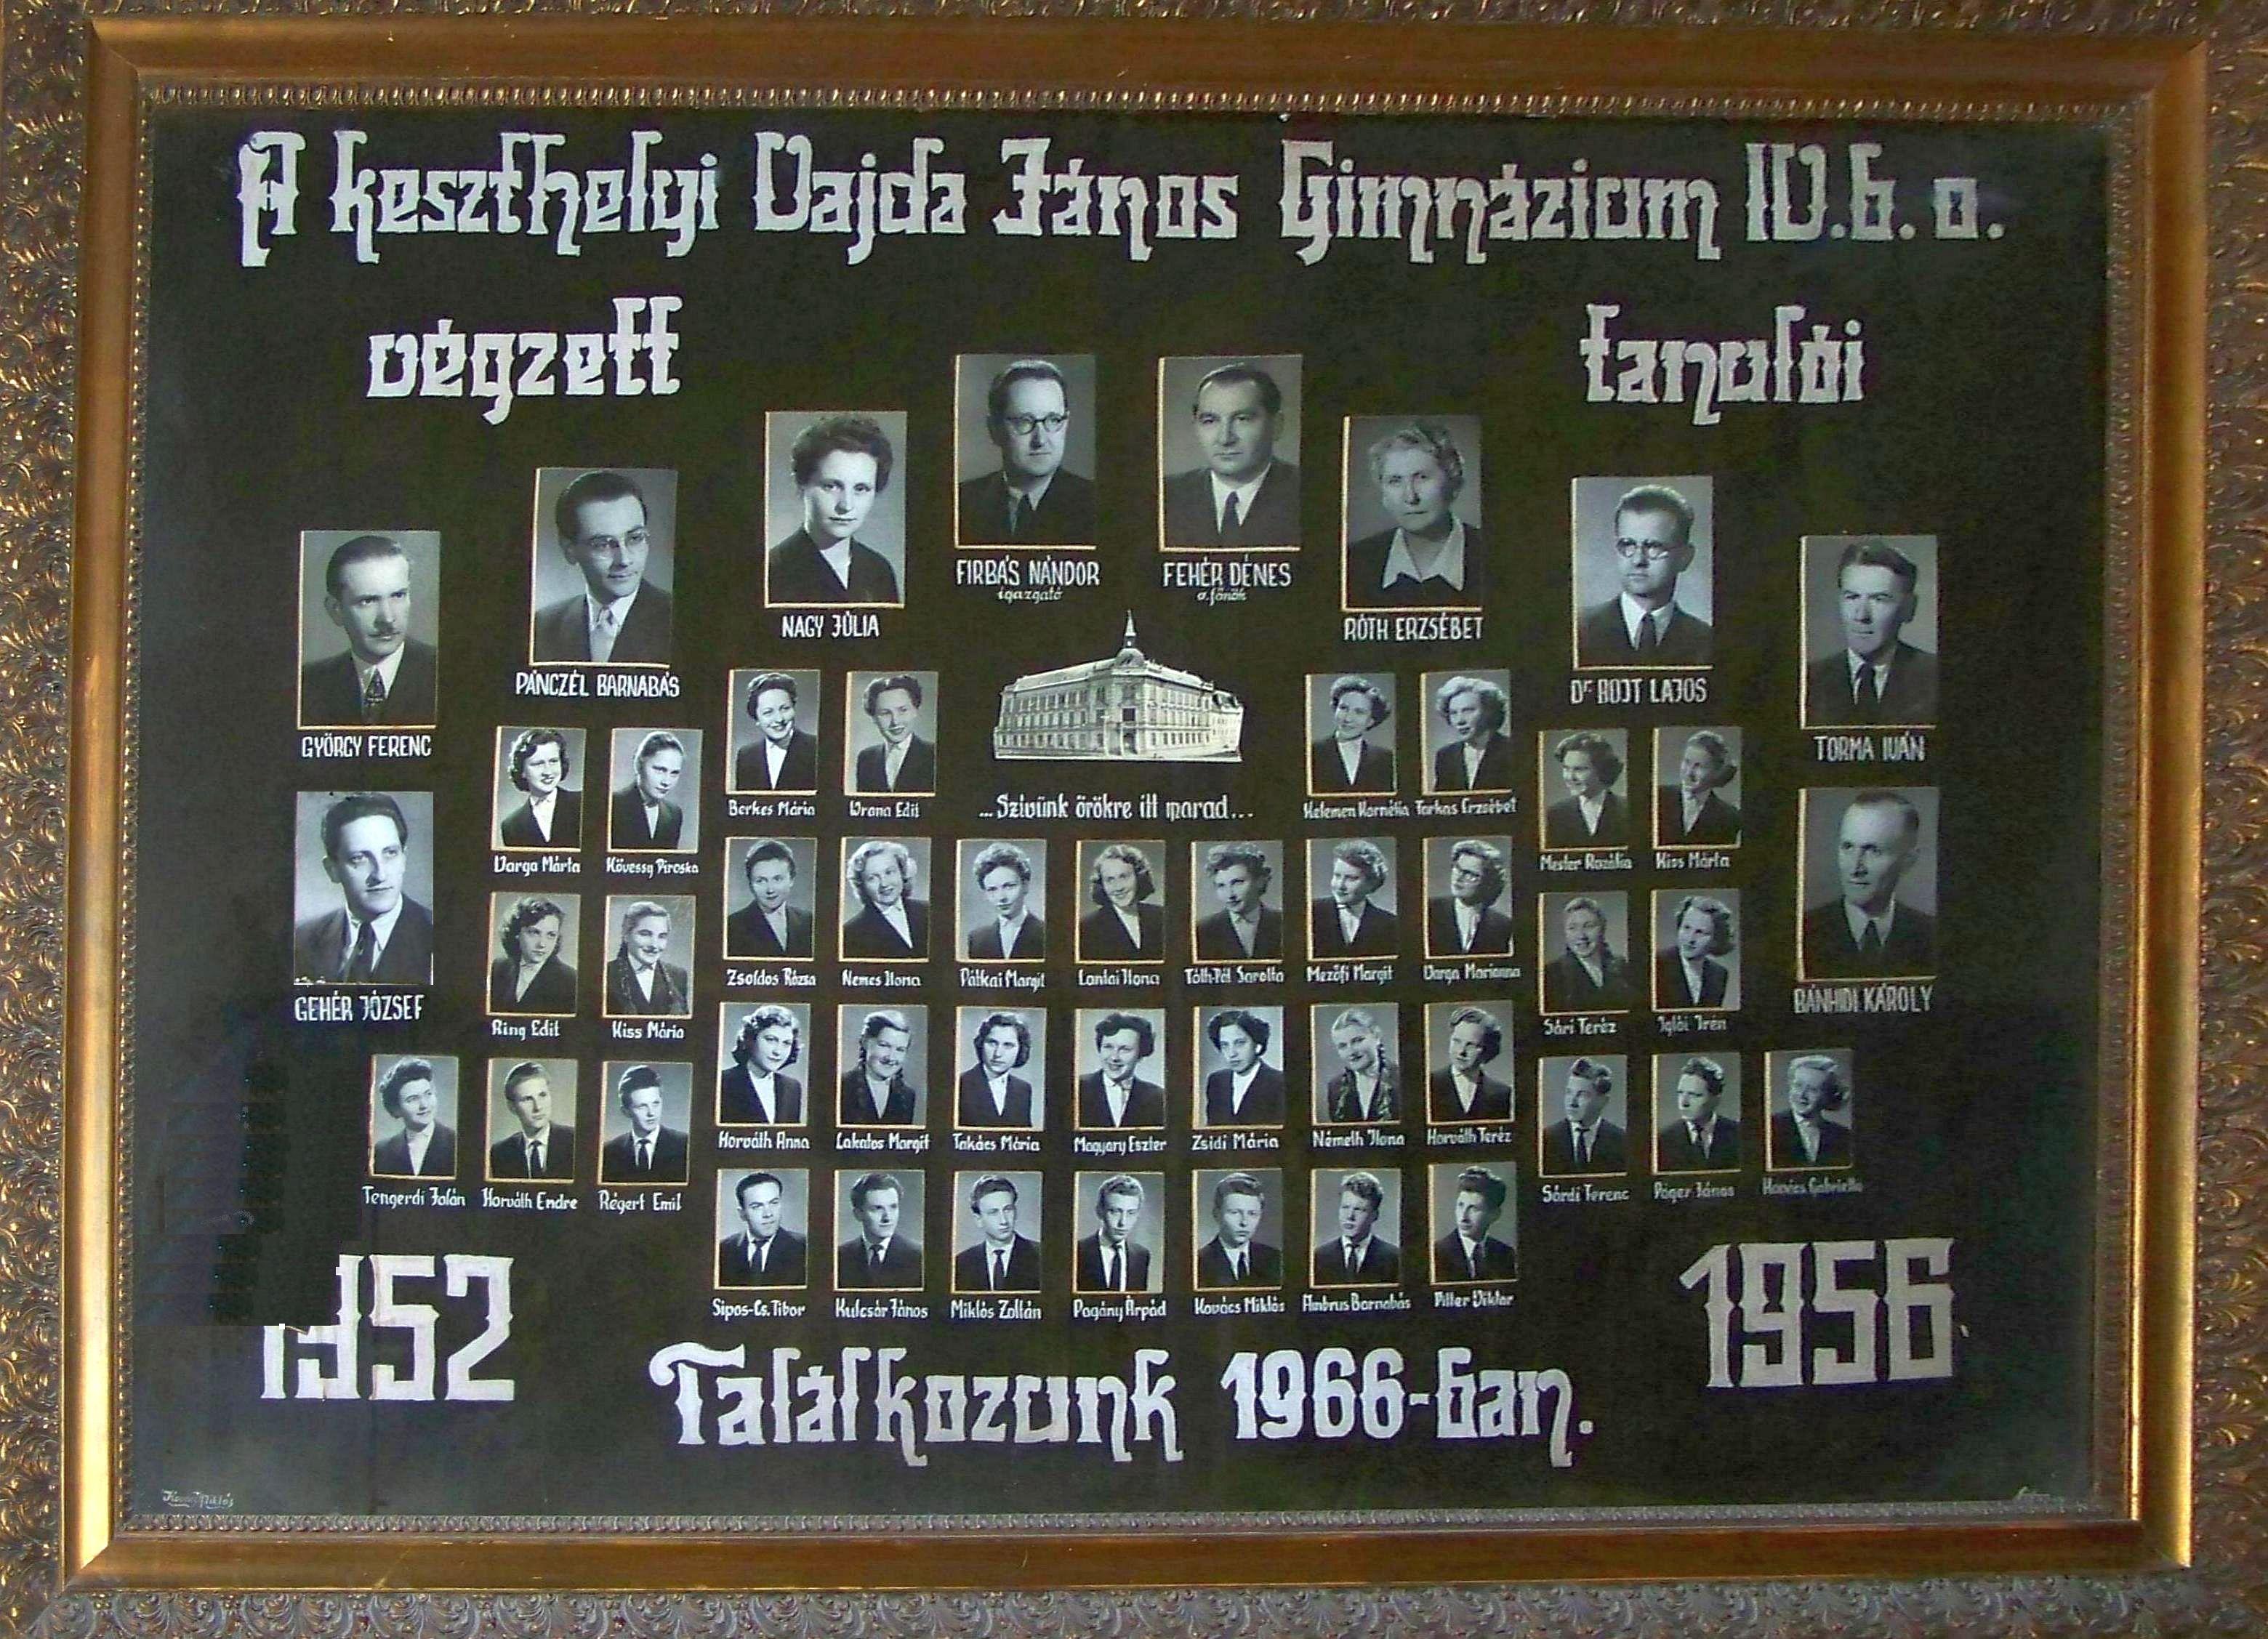 A keszthelyi Vajda János Gimnázium IV.b. o.
végzett tanulói
FIRBÁS NÁNDOR FEHÉR DÉNES
igazgató o.főnök
NAGY JÚLIA RÓTH ERZSÉBET
PÁNCZÉL BARNABÁS Dr BOJT LAJOS
GYÖRGY FERENC TORMA IVÁN
Berkes Mária Vrana Edit ...Szivünk örökre itt marad... Kelemen Kornélia Farkas Erzsébet
Varga Márta Kövessy Piroska Mester Rozália Kiss Márta
Zsoldos Rózsa Nemes Ilona Pátkai Margit Lantai Ilona Tóth-Pál Sarolta Mezőfi Margit Varga Marianna
GEHÉR JÓZSEF BÁNHIDI KÁROLY
Ring Edit Kiss Mária Sári Teréz Iglói Irén
Horváth Anna Lakatos Margit Takács Mária Magyary Eszter Zsidi Mária Németh Ilona Horváth Teréz
Tengerdi Jolán Horváth Endre Régert Emil Sárdi Ferenc Póger János Kovács Gabriella
Sipos-Cs. Tibor Kulcsár János Miklós Zoltán Pogány Árpád Kovács Miklós Ambrus Barnabás Piller Viktor
1952 1956
Találkozunk 1966-ban.